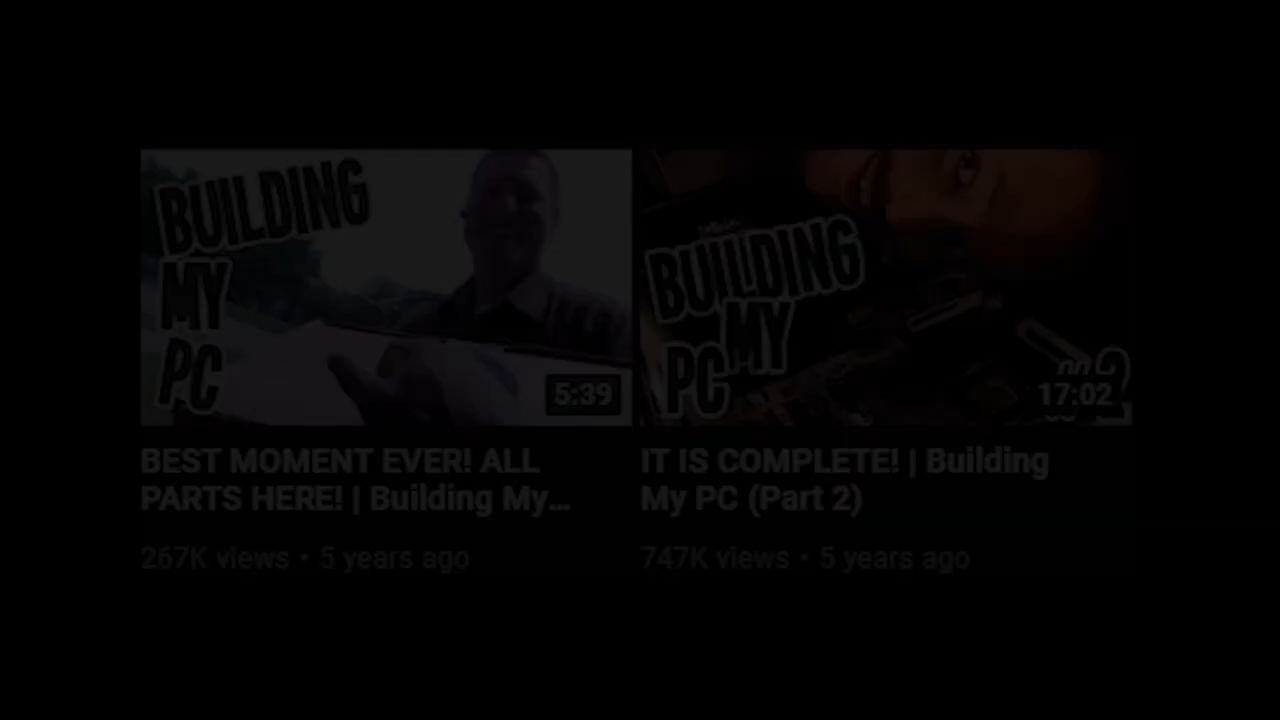 BUILDING
MY
PC
5:39
BEST MOMENT EVER! ALL
PARTS HERE! | Building My...
267K views • 5 years ago
BUILDING
MY
PC
17:02
IT IS COMPLETE! | Building
My PC (Part 2)
747K views • 5 years ago